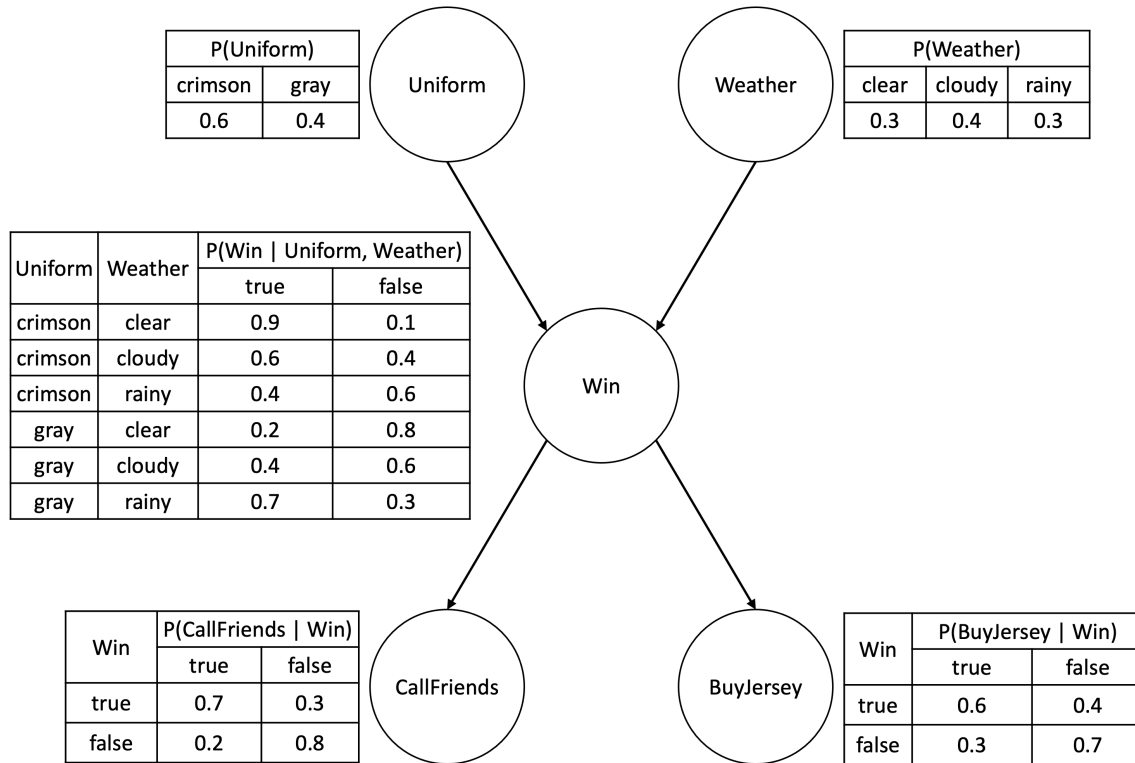 P(Uniform)
crimson gray
0.6 0.4
Uniform
Weather
P(Weather)
clear cloudy rainy
0.3 0.4 0.3
Uniform Weather P(Win | Uniform, Weather)
true false
crimson clear 0.9 0.1
crimson cloudy 0.6 0.4
crimson rainy 0.4 0.6
gray clear 0.2 0.8
gray cloudy 0.4 0.6
gray rainy 0.7 0.3
Win
Win P(CallFriends | Win)
true false
true 0.7 0.3
false 0.2 0.8
CallFriends
BuyJersey
Win P(BuyJersey | Win)
true false
true 0.6 0.4
false 0.3 0.7